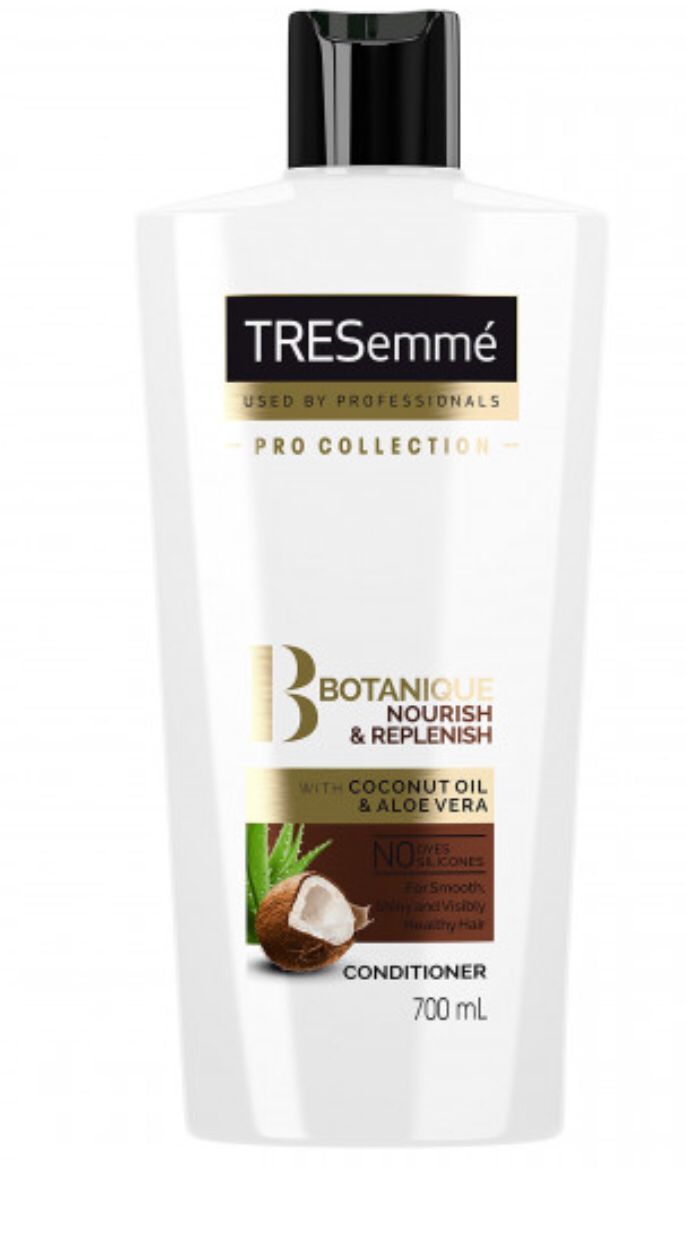 TRESemmé
USED BY PROFESSIONALS
PRO COLLECTION
B BOTANIQUE
NOURISH
& REPLENISH
WITH COCONUT OIL
& ALOE VERA
NO DYES
SILICONES
For Smooth,
Shiny and Visibly
Healthy Hair
CONDITIONER
700 mL